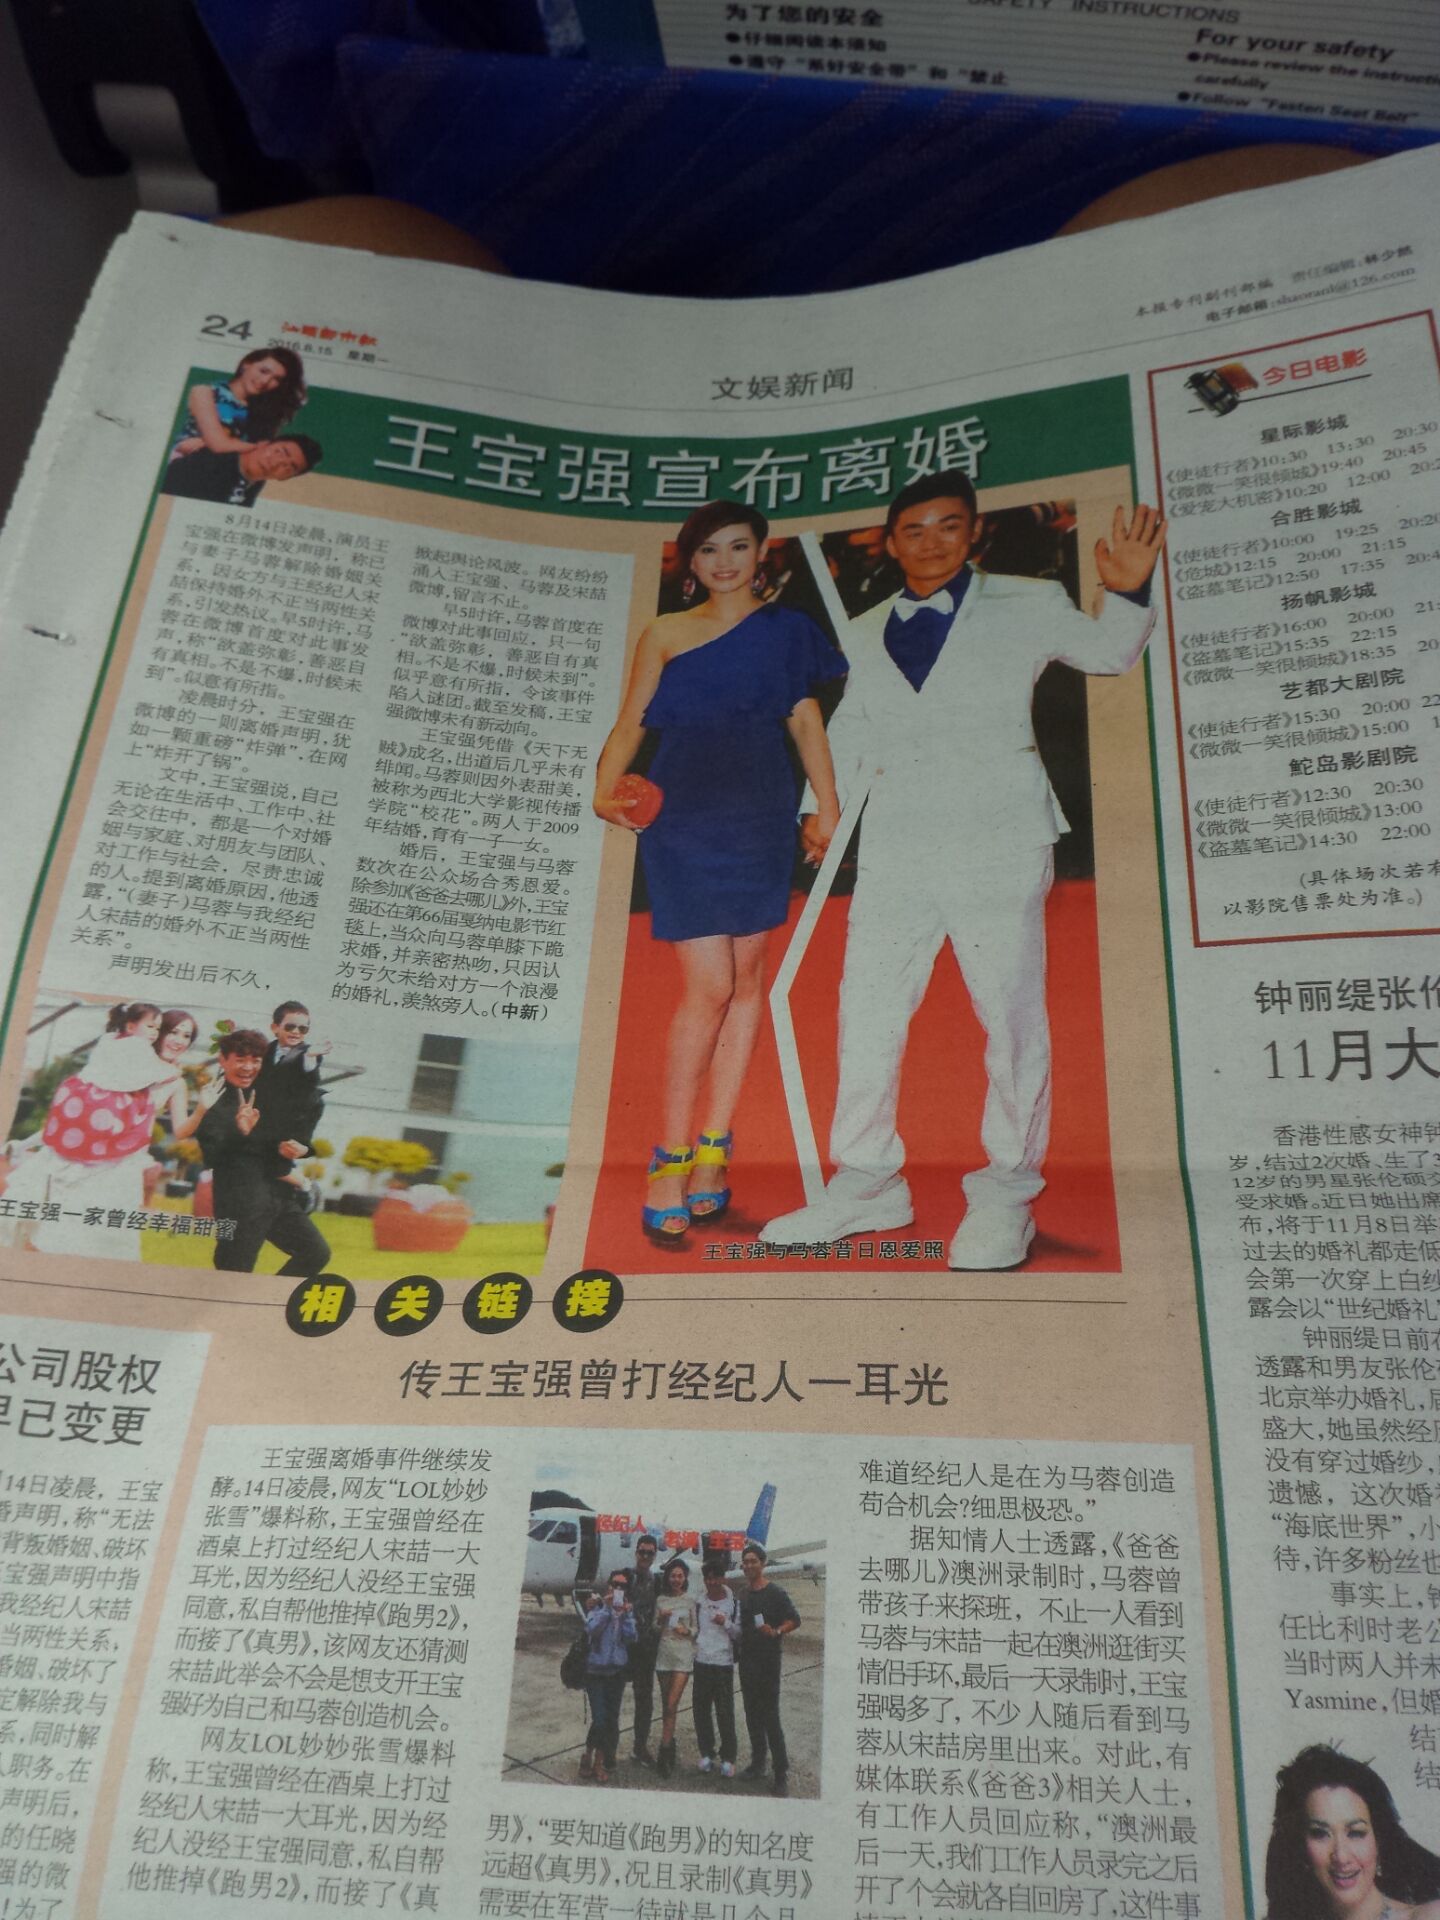 SAFETY INSTRUCTIONS
为了您的安全
●仔细阅读本须知
●遵守“系好安全带”和“禁止
For your safety
●Please review the instructi
carefully
●Follow "Fasten Seat Belt"
本报专刊副刊部编 责任编辑:林少然
电子邮箱:shaoranl@126.com
24
汕头都市报
2016.8.15 星期一
文娱新闻
王宝强宣布离婚
8月14日凌晨,演员王
宝强在微博发声明，称已
与妻子马蓉解除婚姻关
系，因女方与王经纪人宋
喆保持婚外不正当两性关
系,引发热议。早5时许,马
蓉在微博首度对此事发
声,称“欲盖弥彰,善恶自
有真相。不是不爆,时候未
到”。似意有所指。
凌晨时分，王宝强在
微博的一则离婚声明,犹
如一颗重磅“炸弹”,在网
上“炸开了锅”。
文中,王宝强说,自己
无论在生活中、工作中、社
会交往中，都是一个对婚
姻与家庭、对朋友与团队、
对工作与社会，尽责忠诚
的人。提到离婚原因,他透
露,“(妻子)马蓉与我经纪
人宋喆的婚外不正当两性
关系”。
声明发出后不久，
掀起舆论风波。网友纷纷
涌入王宝强、马蓉及宋喆
微博,留言不止。
早5时许,马蓉首度在
微博对此事回应，只一句
“欲盖弥彰，善恶自有真
相。不是不爆,时候未到”。
似乎意有所指，令该事件
陷入谜团。截至发稿,王宝
强微博未有新动向。
王宝强凭借《天下无
贼》成名,出道后几乎未有
绯闻。马蓉则因外表甜美，
被称为西北大学影视传播
学院“校花”。两人于2009
年结婚,育有一子一女。
婚后，王宝强与马蓉
数次在公众场合秀恩爱。
除参加《爸爸去哪儿》外,王宝
强还在第66届戛纳电影节红
毯上,当众向马蓉单膝下跪
求婚,并亲密热吻,只因认
为亏欠未给对方一个浪漫
的婚礼,羡煞旁人。(中新)
王宝强一家曾经幸福甜蜜
王宝强与马蓉昔日恩爱照
今日电影
星际影城
《使徒行者》10:30 13:30 20:30
《微微一笑很倾城》19:40 20:45
《爱宠大机密》10:20 12:00 20:2
合胜影城
《使徒行者》10:00 19:25 20:20
《危城》12:15 20:00 21:15
《盗墓笔记》12:50 17:35 20:4
扬帆影城
《使徒行者》16:00 20:00 21:
《盗墓笔记》15:35 22:15
《微微一笑很倾城》18:35 20:
艺都大剧院
《使徒行者》15:30 20:00 22
《微微一笑很倾城》15:00 1
鮀岛影剧院
《使徒行者》12:30 20:30
《微微一笑很倾城》13:00
《盗墓笔记》14:30 22:00
(具体场次若有
以影院售票处为准。)
钟丽缇张伦
11月大
香港性感女神钟
岁,结过2次婚、生了3
12岁的男星张伦硕交
受求婚。近日她出席
布,将于11月8日举
过去的婚礼都走低
会第一次穿上白纱
露会以“世纪婚礼”
钟丽缇日前在
透露和男友张伦硕
北京举办婚礼,届
盛大,她虽然经历
没有穿过婚纱,
遗憾，这次婚礼
“海底世界”,小
待,许多粉丝也
事实上,钟
任比利时老公
当时两人并未
Yasmine,但婚
结
结
相关链接
传王宝强曾打经纪人一耳光
公司股权
早已变更
14日凌晨，王宝
婚声明,称“无法
背叛婚姻、破坏
宝强声明中指
我经纪人宋喆
当两性关系，
婚姻、破坏了
定解除我与
系,同时解
人职务。在
声明后，
的任晓
强的微
!为了
王宝强离婚事件继续发
酵。14日凌晨,网友“LOL妙妙
张雪”爆料称,王宝强曾经在
酒桌上打过经纪人宋喆一大
耳光,因为经纪人没经王宝强
同意,私自帮他推掉《跑男2》,
而接了《真男》,该网友还猜测
宋喆此举会不会是想支开王宝
强好为自己和马蓉创造机会。
网友LOL妙妙张雪爆料
称,王宝强曾经在酒桌上打过
经纪人宋喆一大耳光,因为经
纪人没经王宝强同意,私自帮
他推掉《跑男2》,而接了《真
经纪人 老婆 宝宝
男》,“要知道《跑男》的知名度
远超《真男》,况且录制《真男》
需要在军营一待就是几个月,
难道经纪人是在为马蓉创造
苟合机会?细思极恐。”
据知情人士透露,《爸爸
去哪儿》澳洲录制时,马蓉曾
带孩子来探班，不止一人看到
马蓉与宋喆一起在澳洲逛街买
情侣手环,最后一天录制时,王宝
强喝多了，不少人随后看到马
蓉从宋喆房里出来。对此,有
媒体联系《爸爸3》相关人士，
有工作人员回应称,“澳洲最
后一天,我们工作人员录完之后
开了个会就各自回房了,这件事